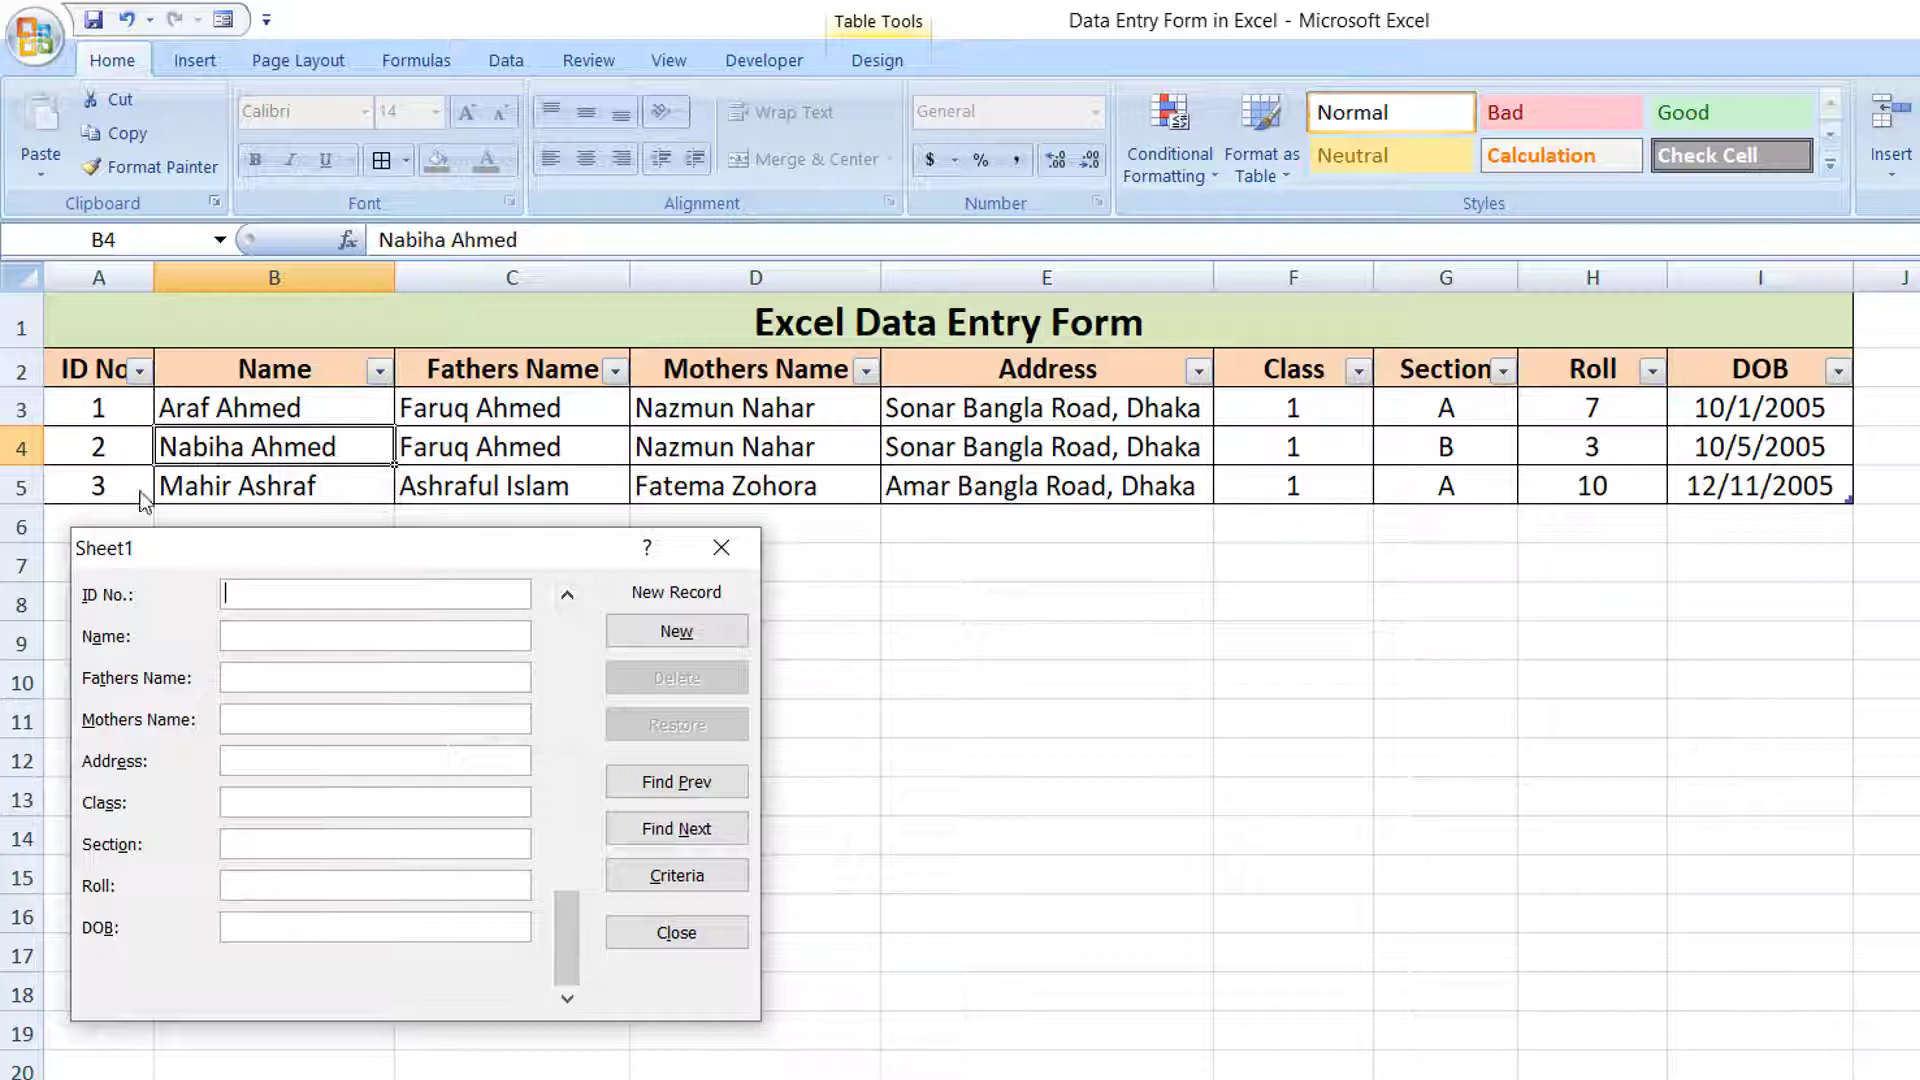 Table Tools
Data Entry Form in Excel - Microsoft Excel
Home Insert Page Layout Formulas Data Review View Developer Design
Cut
Copy
Format Painter
Paste
Clipboard
Calibri 14
B I U
Font
Wrap Text
Merge & Center
Alignment
General
$ % ,
Number
Conditional Formatting
Format as Table
Normal Bad Good
Neutral Calculation Check Cell
Styles
Insert
B4 fx Nabiha Ahmed
A B C D E F G H I J
1 Excel Data Entry Form
2 ID No Name Fathers Name Mothers Name Address Class Section Roll DOB
3 1 Araf Ahmed Faruq Ahmed Nazmun Nahar Sonar Bangla Road, Dhaka 1 A 7 10/1/2005
4 2 Nabiha Ahmed Faruq Ahmed Nazmun Nahar Sonar Bangla Road, Dhaka 1 B 3 10/5/2005
5 3 Mahir Ashraf Ashraful Islam Fatema Zohora Amar Bangla Road, Dhaka 1 A 10 12/11/2005
6
7
8
9
10
11
12
13
14
15
16
17
18
19
20
Sheet1 ?
ID No.: New Record
Name: New
Fathers Name: Delete
Mothers Name: Restore
Address: Find Prev
Class: Find Next
Section: Criteria
Roll:
DOB: Close